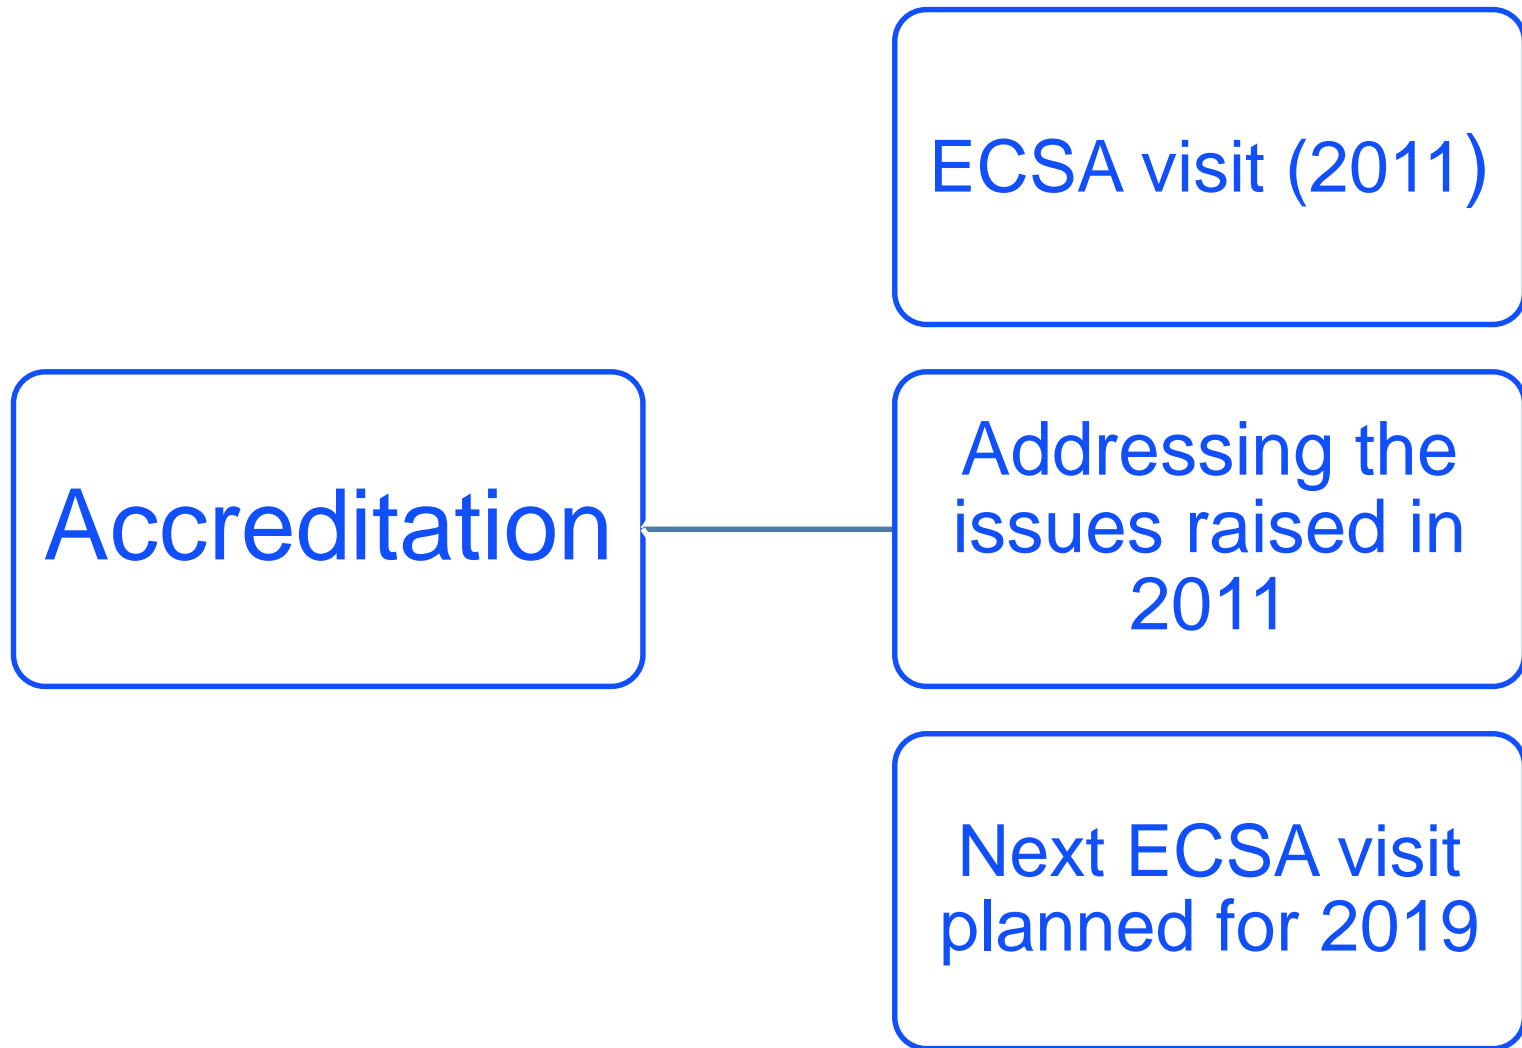 ECSA visit (2011)
Accreditation
Addressing the
issues raised in
2011
Next ECSA visit
planned for 2019